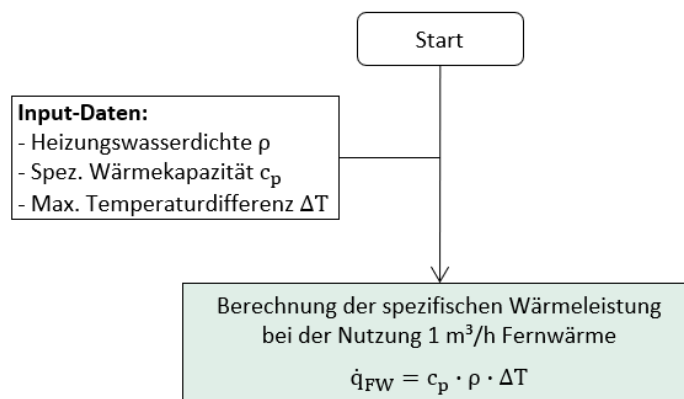 Start
Input-Daten:
- Heizungswasserdichte ρ
- Spez. Wärmekapazität cₚ
- Max. Temperaturdifferenz ΔT
Berechnung der spezifischen Wärmeleistung
bei der Nutzung 1 m³/h Fernwärme
q̇_FW = cₚ · ρ · ΔT